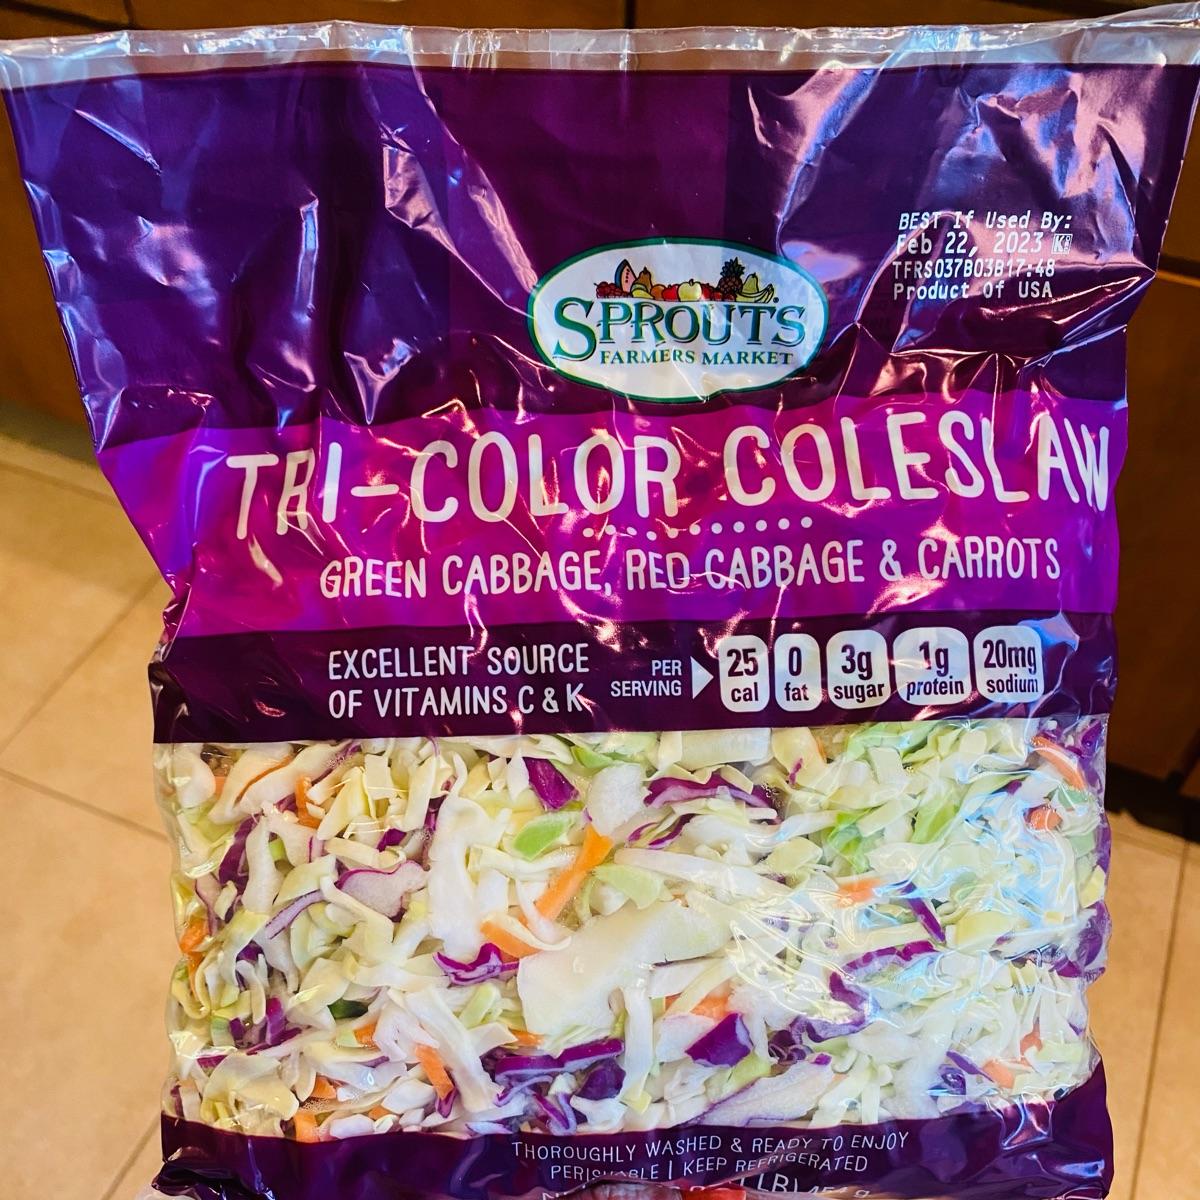 BEST If Used By:
Feb 22, 2023
TFRS037B03B17:48
Product of USA
SPROUTS
FARMERS MARKET
TRI-COLOR COLESLAW
GREEN CABBAGE, RED CABBAGE & CARROTS
EXCELLENT SOURCE
OF VITAMINS C & K
PER
SERVING
25 cal
0 fat
3g sugar
1g protein
20mg sodium
THOROUGHLY WASHED & READY TO ENJOY
PERISHABLE | KEEP REFRIGERATED